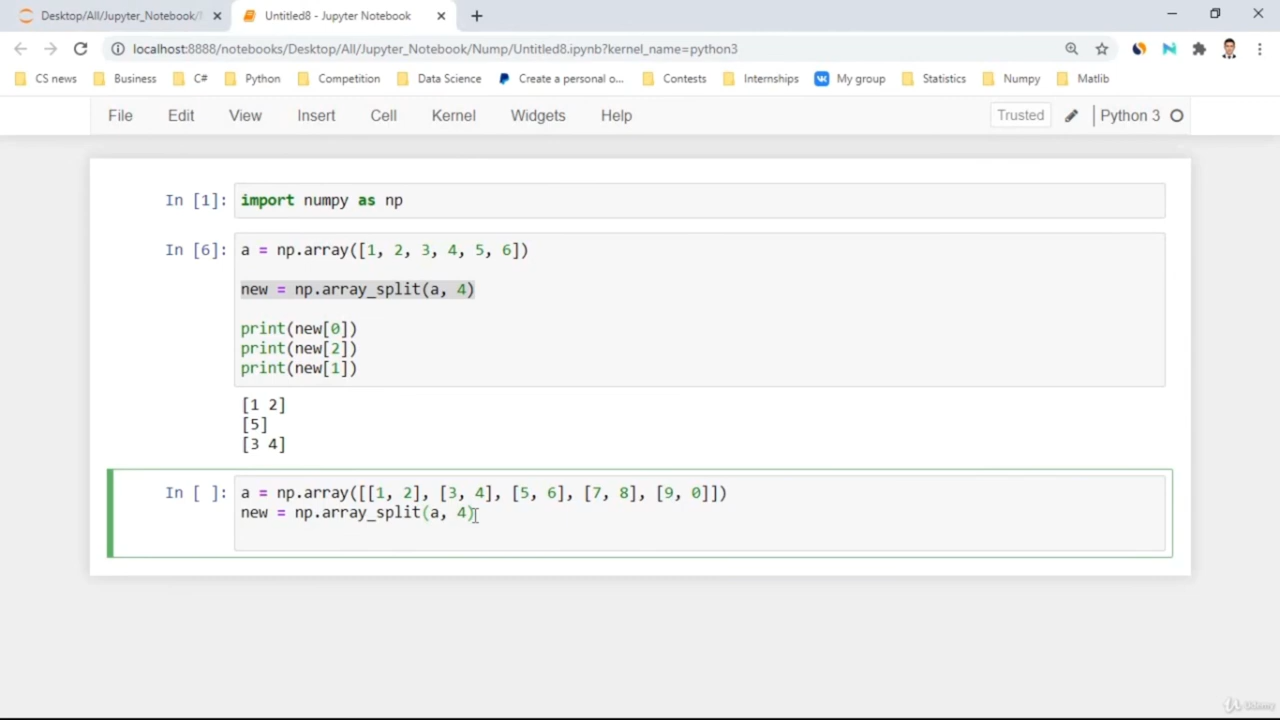 Desktop/All/Jupyter_Notebook/
Untitled8 - Jupyter Notebook
localhost:8888/notebooks/Desktop/All/Jupyter_Notebook/Nump/Untitled8.ipynb?kernel_name=python3
CS news Business C# Python Competition Data Science Create a personal o... Contests Internships My group Statistics Numpy Matlib
File Edit View Insert Cell Kernel Widgets Help Trusted Python 3
In [1]: import numpy as np
In [6]: a = np.array([1, 2, 3, 4, 5, 6])
new = np.array_split(a, 4)
print(new[0])
print(new[2])
print(new[1])
[1 2]
[5]
[3 4]
In [ ]: a = np.array([[1, 2], [3, 4], [5, 6], [7, 8], [9, 0]])
new = np.array_split(a, 4)
Udemy